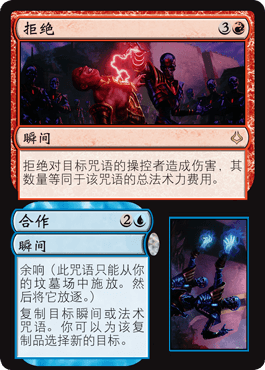 拒绝 3
瞬间
拒绝对目标咒语的操控者造成伤害，其
数量等同于该咒语的总法术力费用。
合作 2
瞬间
余响（此咒语只能从你
的坟墓场中施放。然
后将它放逐。）
复制目标瞬间或法术
咒语。你可以为该复
制品选择新的目标。